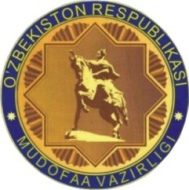 O'ZBEKISTON RESPUBLIKASI
MUDOFAA VAZIRLIGI